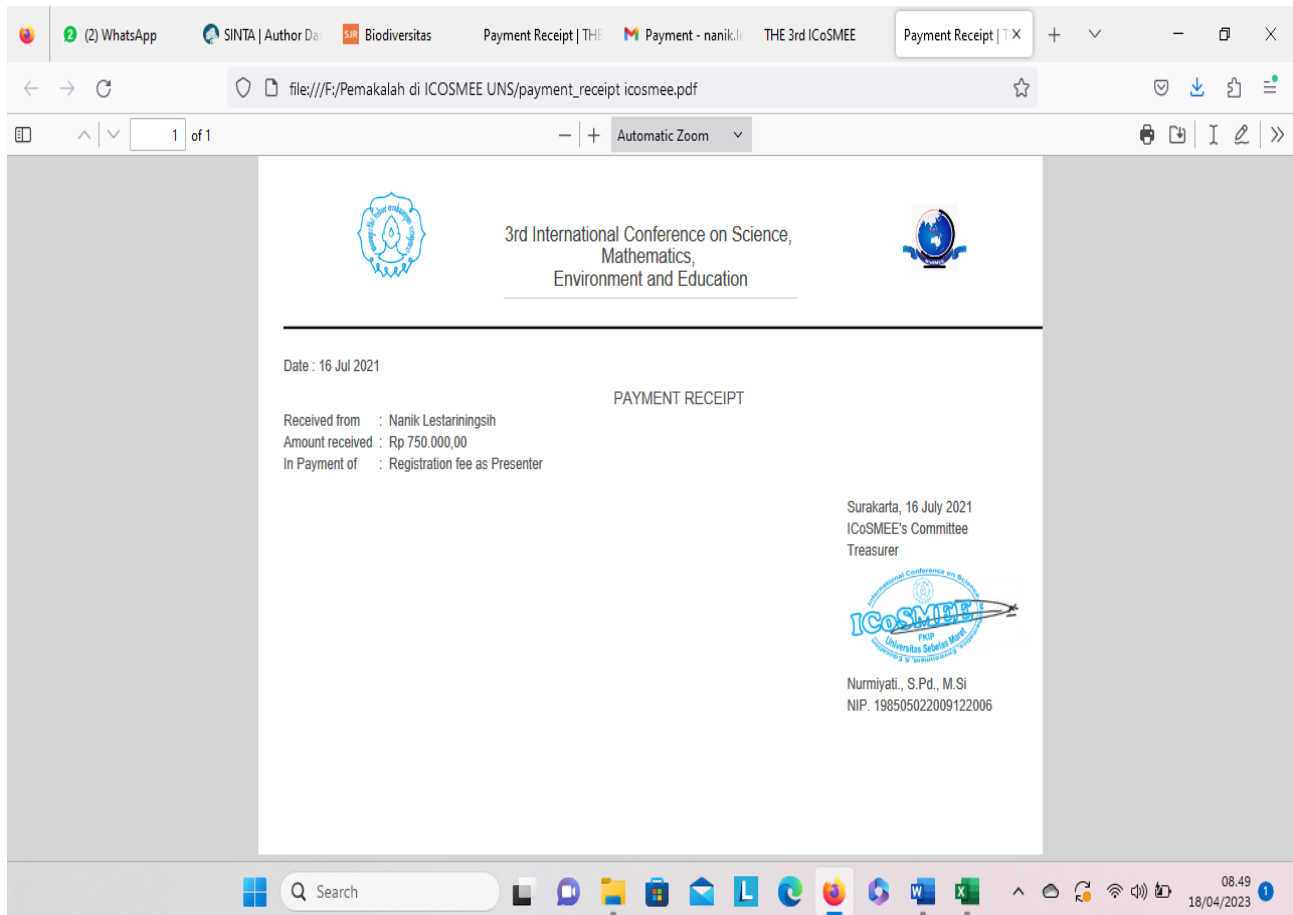 (2) WhatsApp
SINTA | Author Da
SJR Biodiversitas
Payment Receipt | THE
Payment - nanik.le
THE 3rd ICoSMEE
Payment Receipt | T
file:///F:/Pemakalah di ICOSMEE UNS/payment_receipt icosmee.pdf
1 of 1
Automatic Zoom
3rd International Conference on Science,
Mathematics,
Environment and Education
Date : 16 Jul 2021
PAYMENT RECEIPT
Received from : Nanik Lestariningsih
Amount received : Rp 750.000,00
In Payment of : Registration fee as Presenter
Surakarta, 16 July 2021
ICoSMEE's Committee
Treasurer
International Conference on Science,
ICoSMEE
FKIP
Universitas Sebelas Maret
Nurmiyati., S.Pd., M.Si
NIP. 198505022009122006
Search
08.49
18/04/2023
1